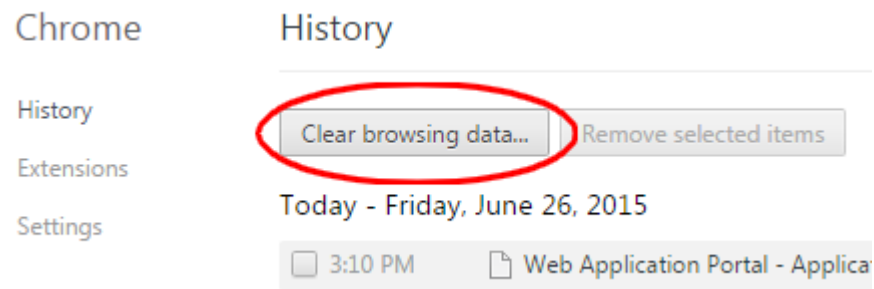 Chrome
History
History
Extensions
Settings
Clear browsing data... Remove selected items
Today - Friday, June 26, 2015
3:10 PM Web Application Portal -